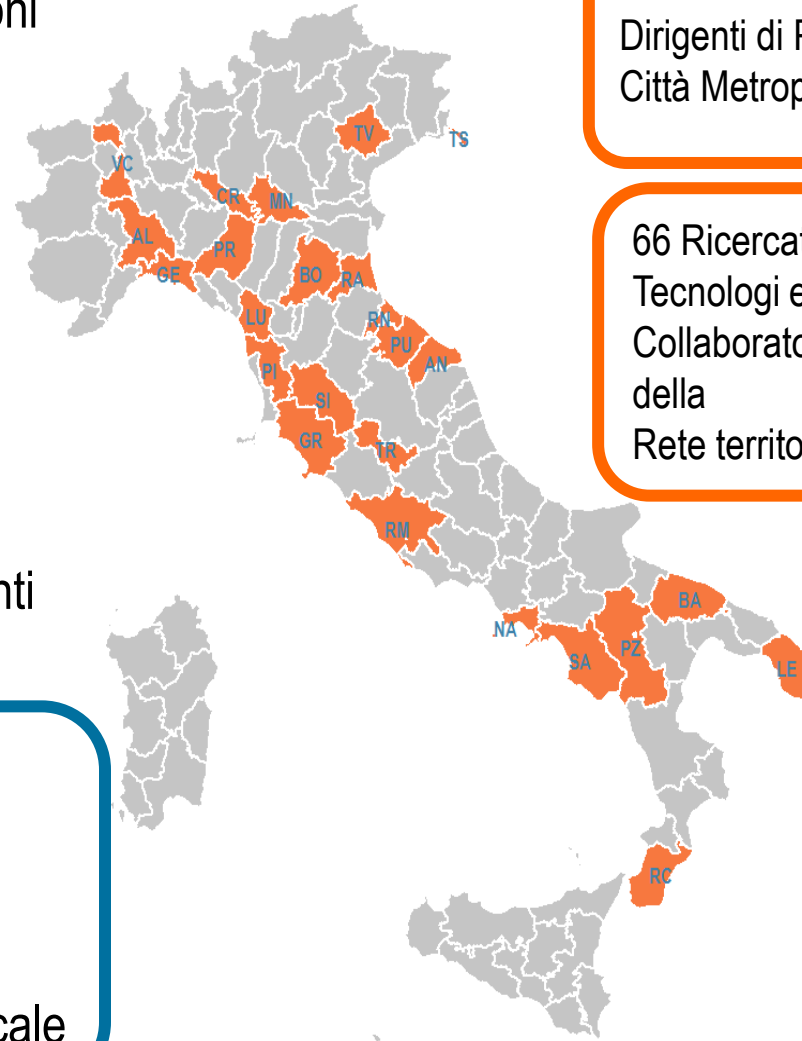 oni
Dirigenti di P
Città Metrop
TV
TS
VC
CR
MN
AL
PR
GE
BO
RA
66 Ricercat
Tecnologi e
Collaborato
della
Rete territo
LU
RN
PU
AN
PI
SI
GR
TR
RM
nti
BA
NA
SA
PZ
LE
RC
cale